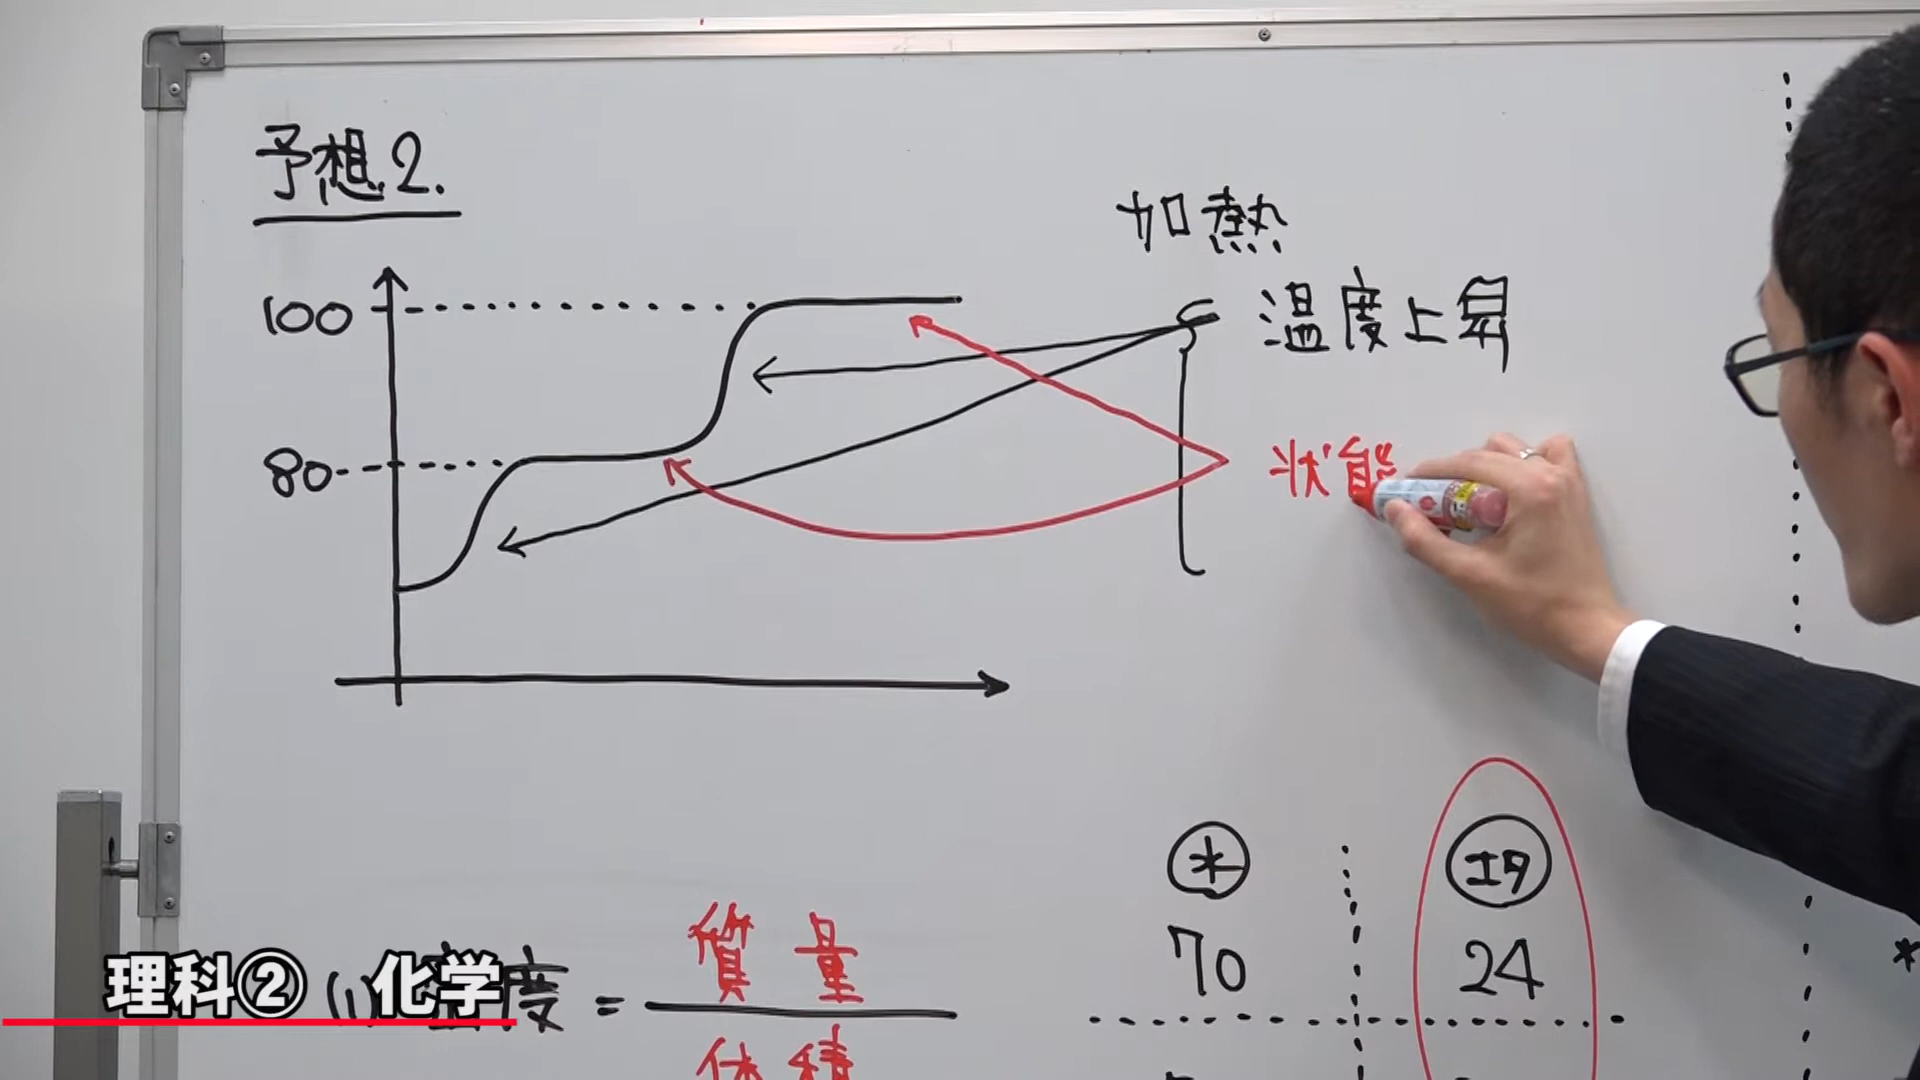 予想2.
加熱
100
温度上昇
80
状態
水
エタ
70
24
(1) 密度 = 質量
体積
理科② 化学
*